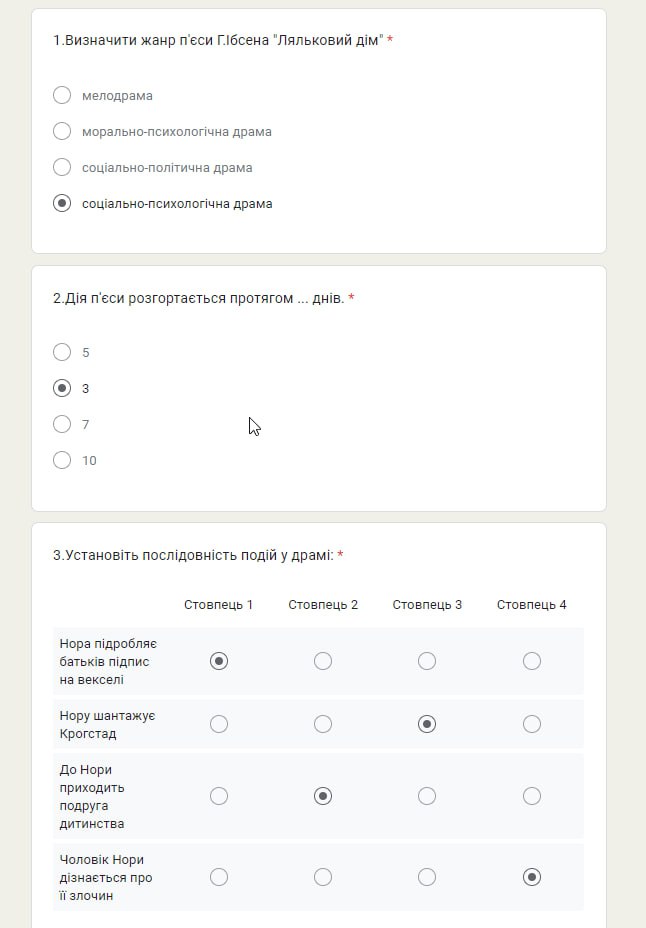 1.Визначити жанр п'єси Г.Ібсена "Ляльковий дім" *
мелодрама
морально-психологічна драма
соціально-політична драма
соціально-психологічна драма
2.Дія п'єси розгортається протягом ... днів. *
5
3
7
10
3.Установіть послідовність подій у драмі: *
Стовпець 1 Стовпець 2 Стовпець 3 Стовпець 4
Нора підробляє
батьків підпис
на векселі
Нору шантажує
Крогстад
До Нори
приходить
подруга
дитинства
Чоловік Нори
дізнається про
її злочин